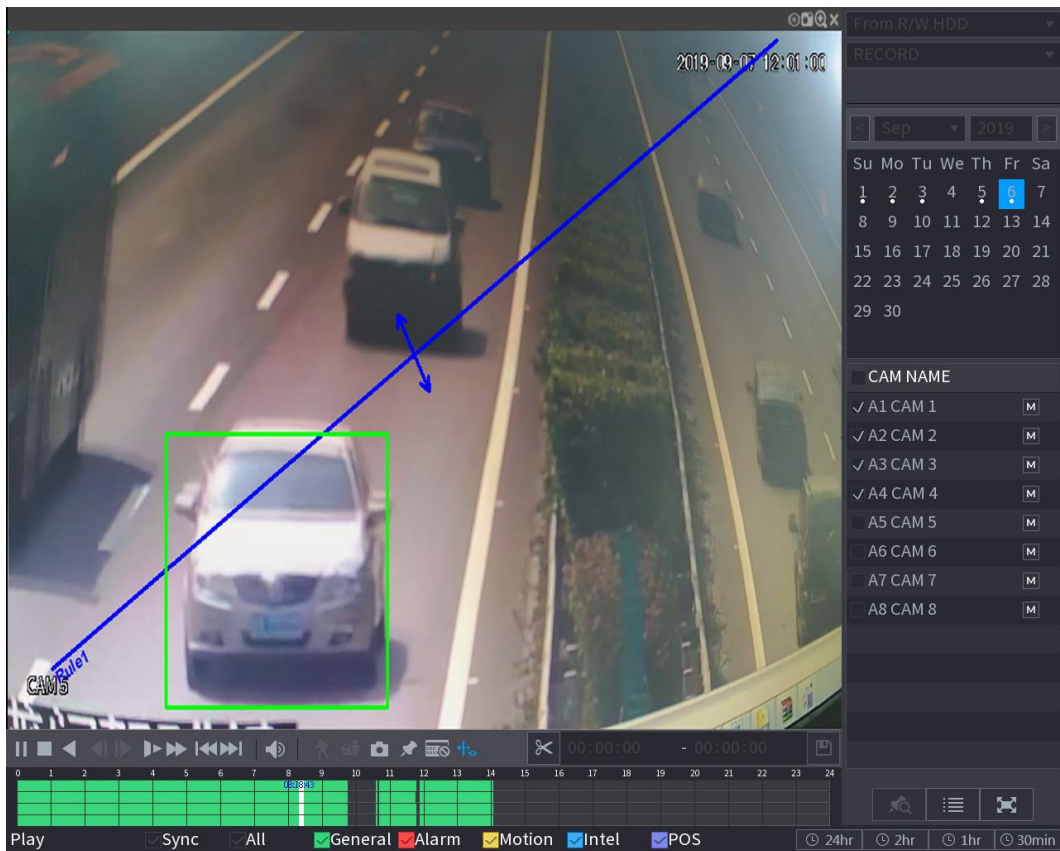 From R/W HDD
RECORD
2019-09-07 12:01:00
< Sep 2019 >
Su Mo Tu We Th Fr Sa
1 2 3 4 5 6 7
8 9 10 11 12 13 14
15 16 17 18 19 20 21
22 23 24 25 26 27 28
29 30
CAM NAME
A1 CAM 1 M
A2 CAM 2 M
A3 CAM 3 M
A4 CAM 4 M
A5 CAM 5 M
A6 CAM 6 M
A7 CAM 7 M
A8 CAM 8 M
Rule1
CAM5
00:00:00 - 00:00:00
0 1 2 3 4 5 6 7 8 9 10 11 12 13 14 15 16 17 18 19 20 21 22 23 24
08:18:43
Play Sync All General Alarm Motion Intel POS
24hr 2hr 1hr 30min